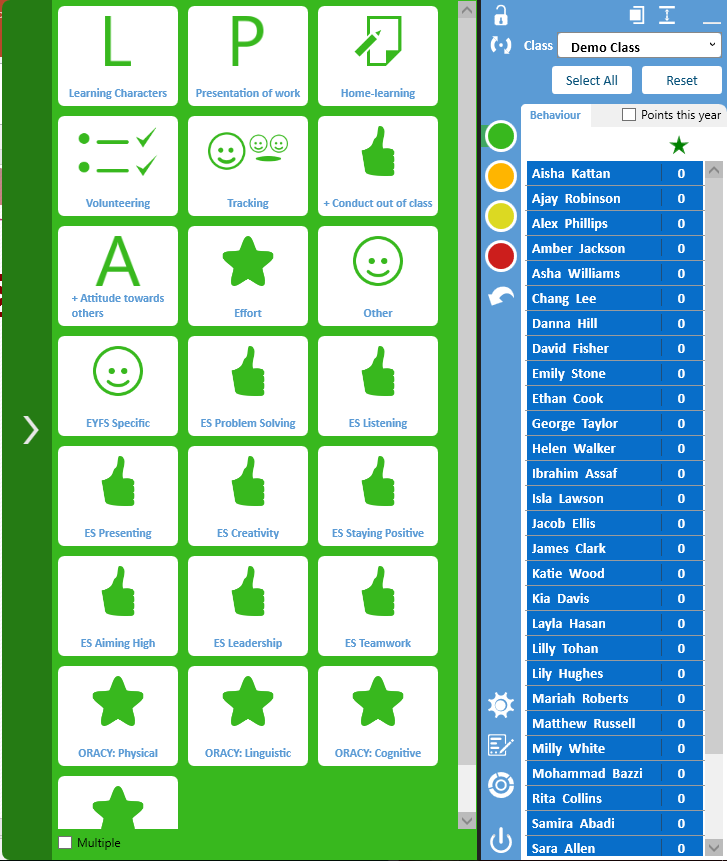 L
P
Learning Characters
Presentation of work
Home-learning
Volunteering
Tracking
+ Conduct out of class
A
+ Attitude towards
others
Effort
Other
EYFS Specific
ES Problem Solving
ES Listening
ES Presenting
ES Creativity
ES Staying Positive
ES Aiming High
ES Leadership
ES Teamwork
ORACY: Physical
ORACY: Linguistic
ORACY: Cognitive
Multiple
Class Demo Class
Select All Reset
Behaviour Points this year
Aisha Kattan 0
Ajay Robinson 0
Alex Phillips 0
Amber Jackson 0
Asha Williams 0
Chang Lee 0
Danna Hill 0
David Fisher 0
Emily Stone 0
Ethan Cook 0
George Taylor 0
Helen Walker 0
Ibrahim Assaf 0
Isla Lawson 0
Jacob Ellis 0
James Clark 0
Katie Wood 0
Kia Davis 0
Layla Hasan 0
Lilly Tohan 0
Lily Hughes 0
Mariah Roberts 0
Matthew Russell 0
Milly White 0
Mohammad Bazzi 0
Rita Collins 0
Samira Abadi 0
Sara Allen 0